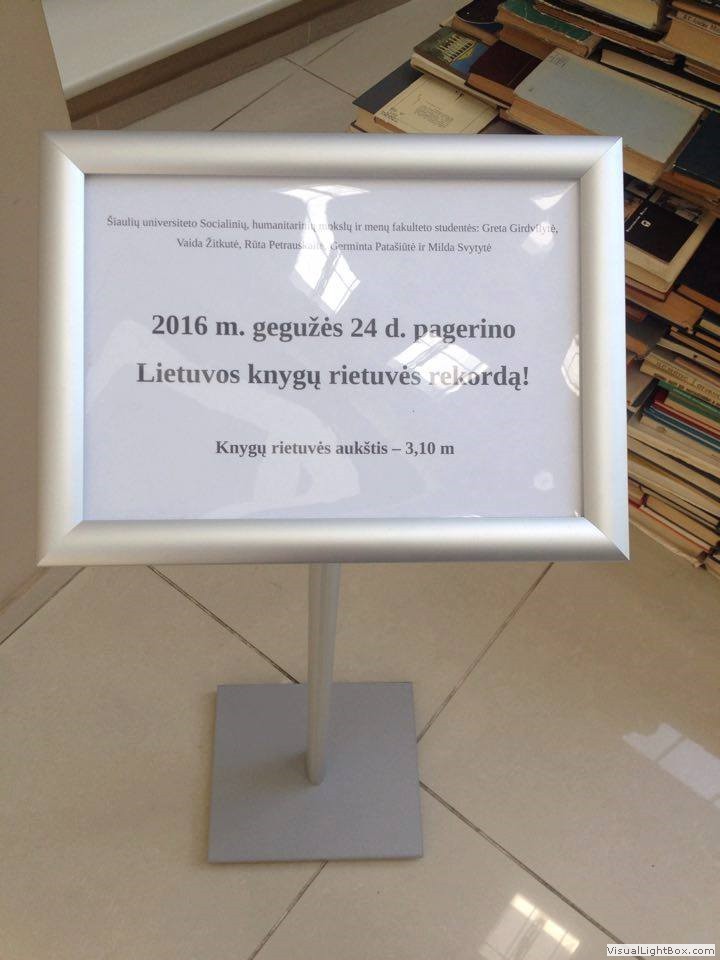 Šiaulių universiteto Socialinių, humanitarinių mokslų ir menų fakulteto studentės: Greta Girdvilytė,
Vaida Žitkutė, Rūta Petrauskaitė, Germinta Patašiūtė ir Milda Svytytė
2016 m. gegužės 24 d. pagerino
Lietuvos knygų rietuvės rekordą!
Knygų rietuvės aukštis – 3,10 m
VisualLightBox.com